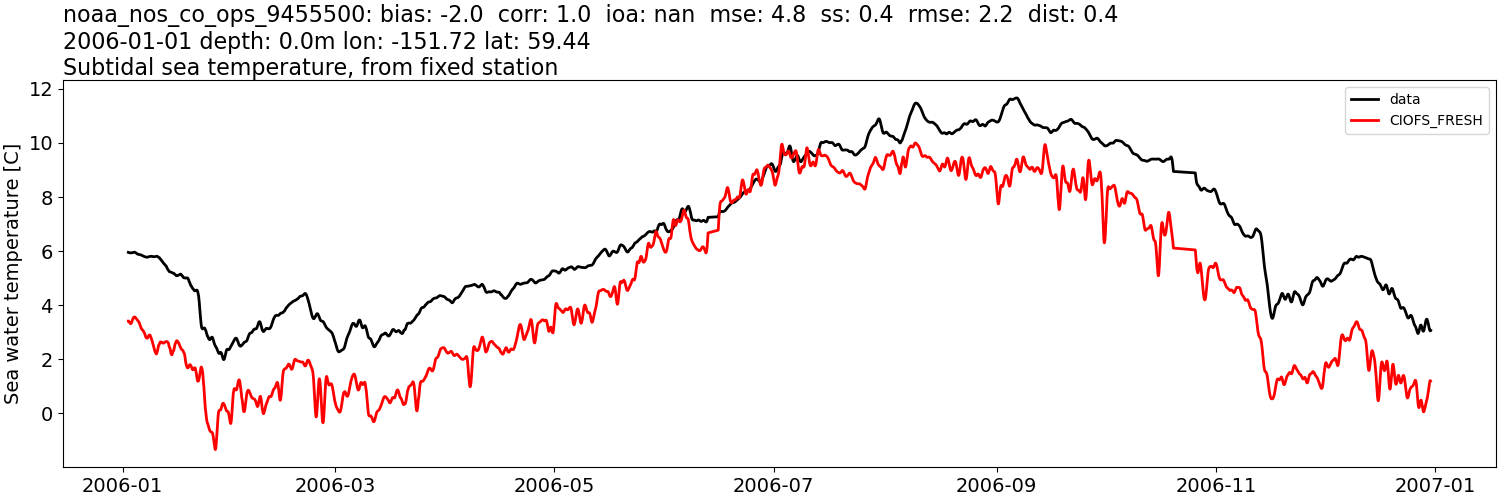 noaa_nos_co_ops_9455500: bias: -2.0 corr: 1.0 ioa: nan mse: 4.8 ss: 0.4 rmse: 2.2 dist: 0.4
2006-01-01 depth: 0.0m lon: -151.72 lat: 59.44
Subtidal sea temperature, from fixed station
Sea water temperature [C]
12
10
8
6
4
2
0
data
CIOFS_FRESH
2006-01
2006-03
2006-05
2006-07
2006-09
2006-11
2007-01